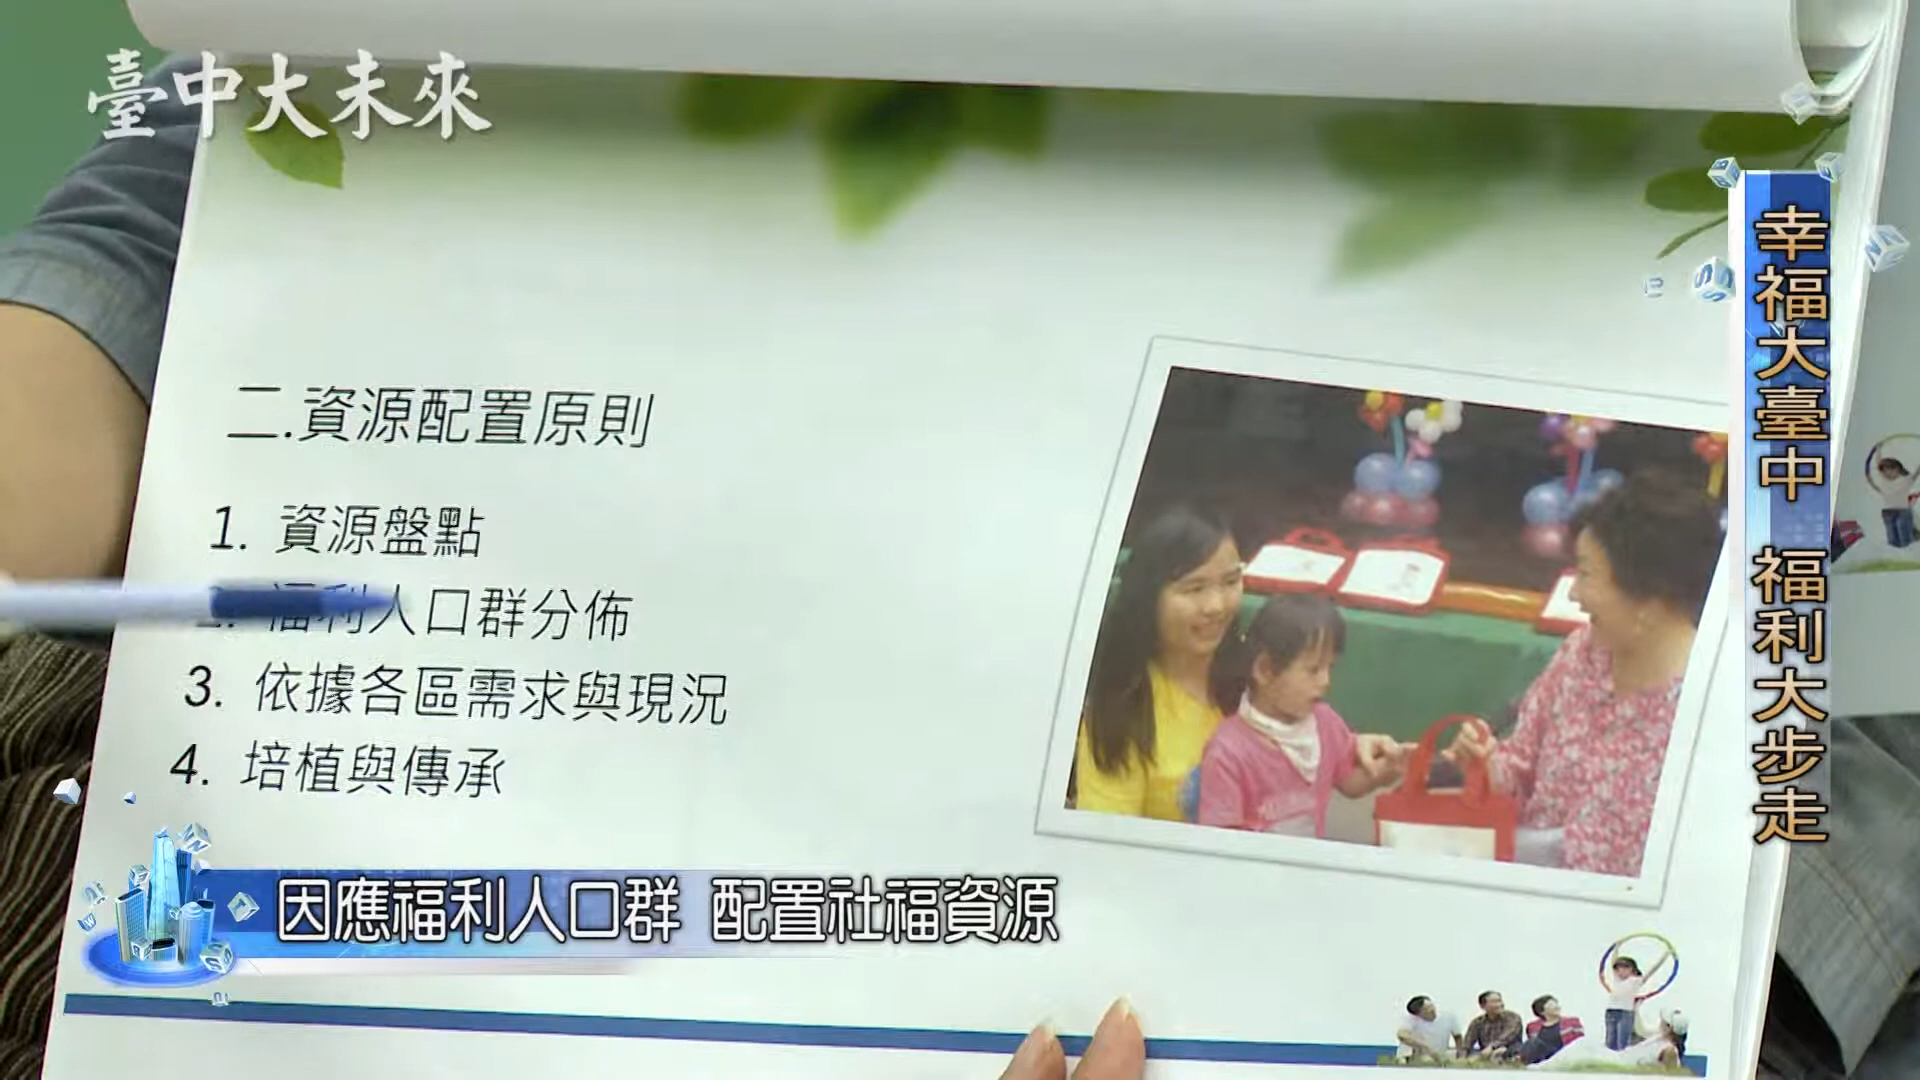 臺中大未來
幸福大臺中 福利大步走
二.資源配置原則
1. 資源盤點
2. 福利人口群分佈
3. 依據各區需求與現況
4. 培植與傳承
因應福利人口群 配置社福資源